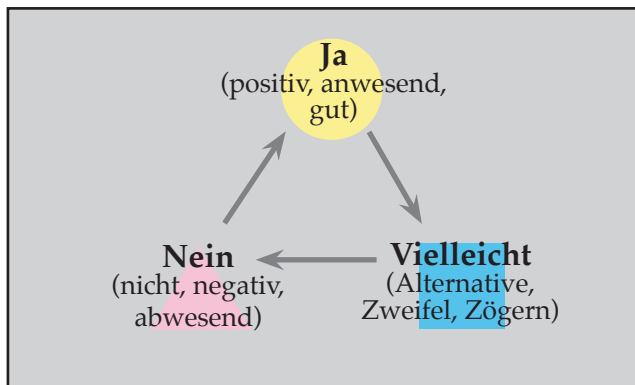 Ja
(positiv, anwesend,
gut)
Nein
(nicht, negativ,
abwesend)
Vielleicht
(Alternative,
Zweifel, Zögern)